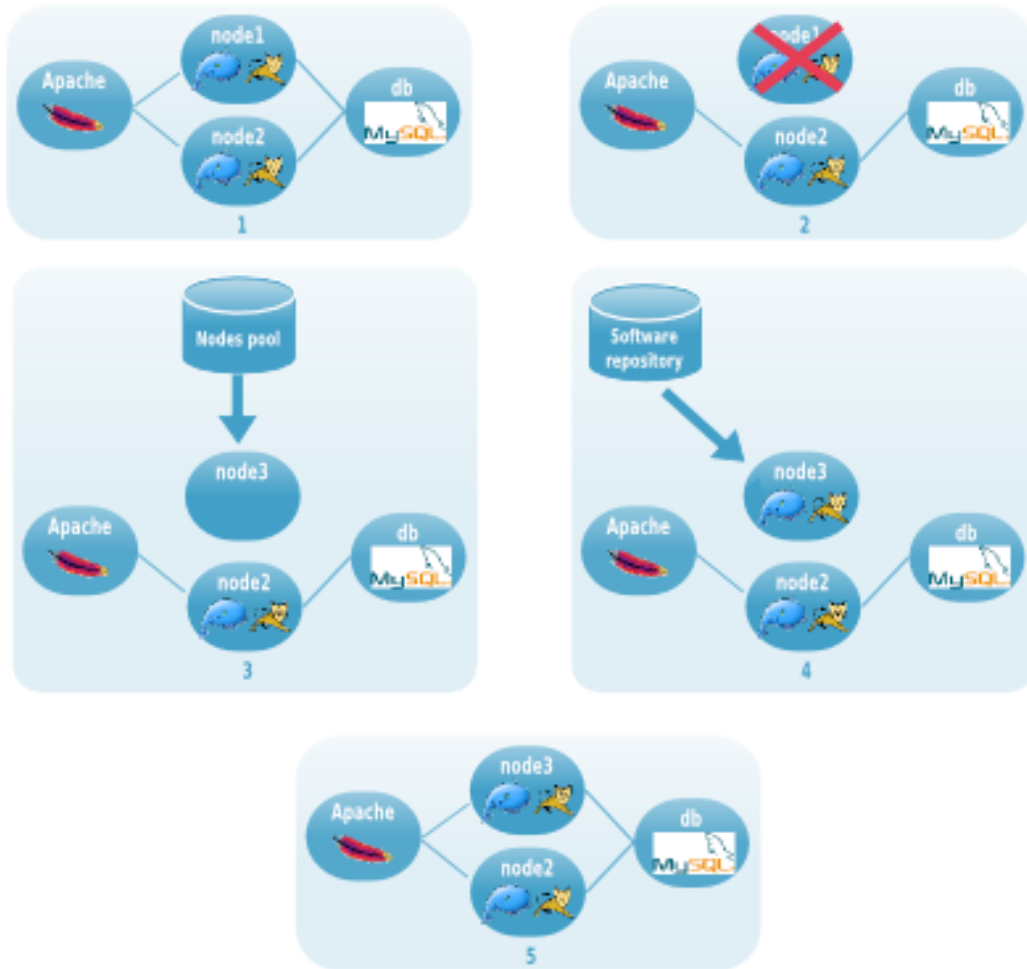 node1
Apache
db
MySQL
node2
1
node1
Apache
db
MySQL
node2
2
Nodes pool
node3
Apache
db
MySQL
node2
3
Software
repository
node3
Apache
db
MySQL
node2
4
node3
Apache
db
MySQL
node2
5